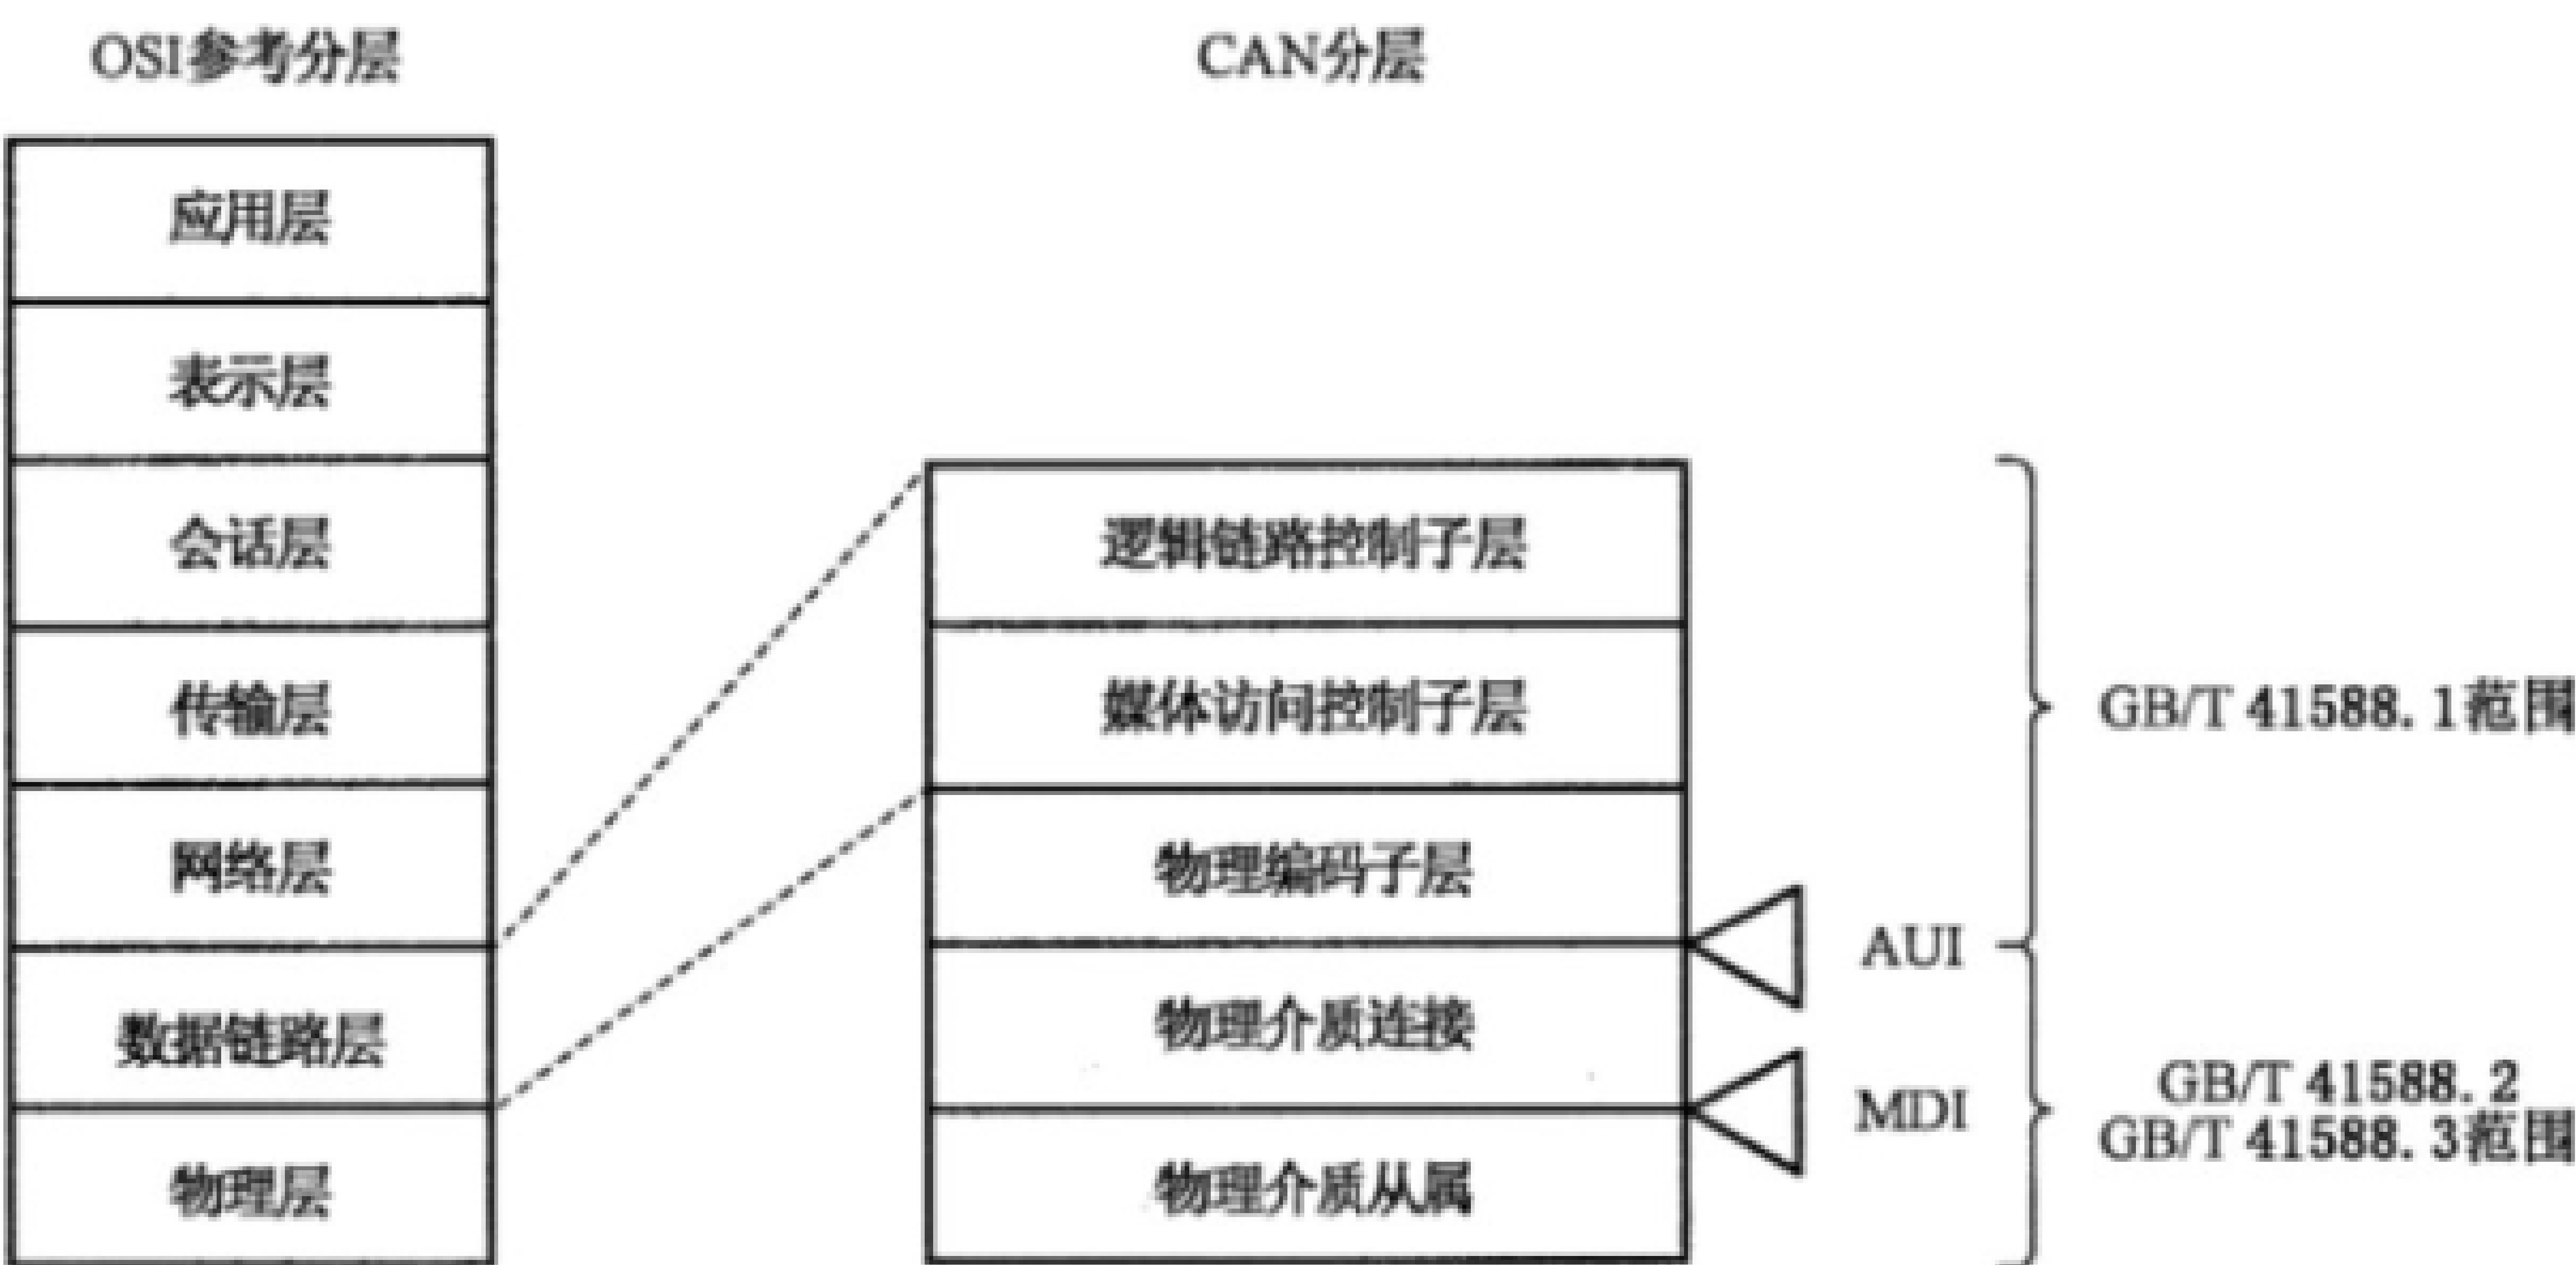 OSI参考分层
CAN分层
应用层
表示层
会话层
传输层
网络层
数据链路层
物理层
逻辑链路控制子层
媒体访问控制子层
物理编码子层
物理介质连接
物理介质从属
AUI
MDI
GB/T 41588.1范围
GB/T 41588.2
GB/T 41588.3范围